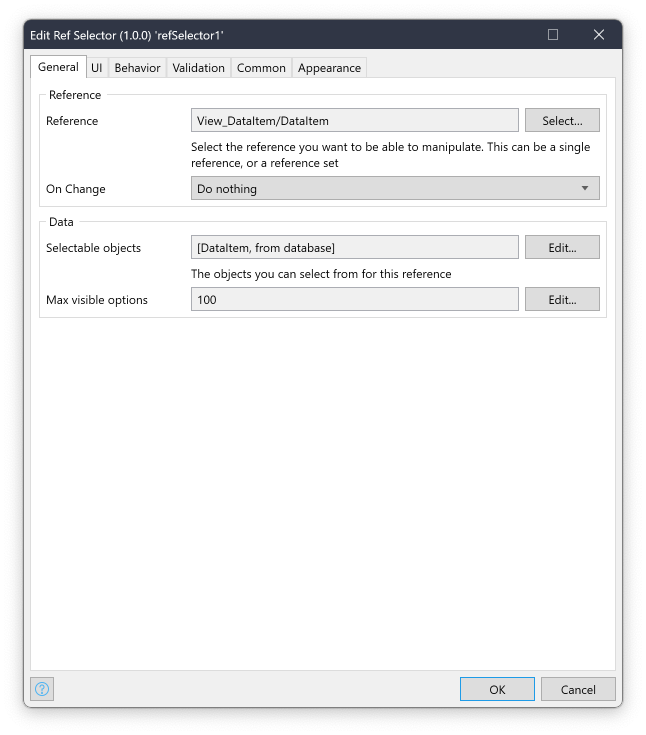 Edit Ref Selector (1.0.0) 'refSelector1'
General UI Behavior Validation Common Appearance
Reference
Reference View_DataItem/DataItem Select...
Select the reference you want to be able to manipulate. This can be a single
reference, or a reference set
On Change Do nothing
Data
Selectable objects [DataItem, from database] Edit...
The objects you can select from for this reference
Max visible options 100 Edit...
? OK Cancel